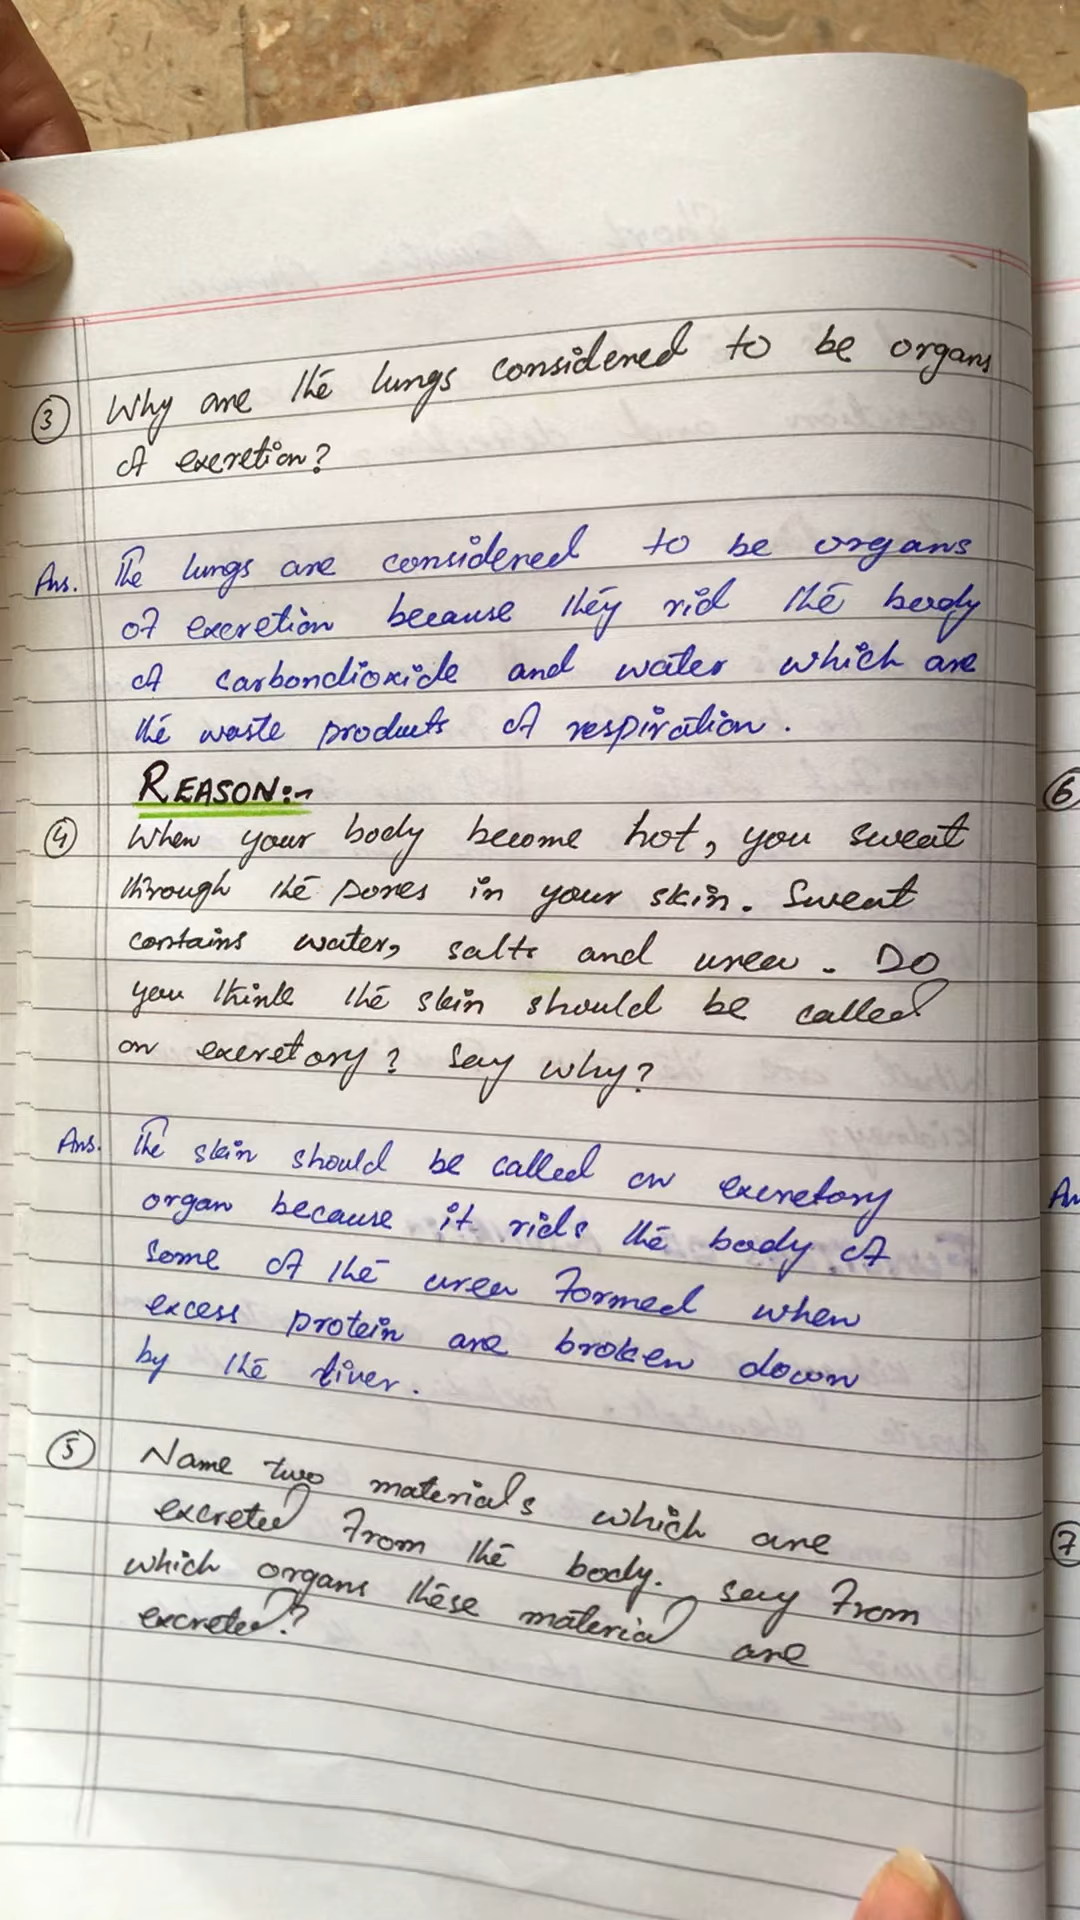 ③ Why are the lungs considered to be organs
of excretion?
Ans. The lungs are considered to be organs
of excretion because they rid the body
of carbondioxide and water which are
the waste products of respiration.
REASON:-
④ When your body become hot, you sweat
through the pores in your skin. Sweat
contains water, salts and urea. Do
you think the skin should be called
an excretory? Say why?
Ans. The skin should be called an excretory
organ because it rids the body of
some of the urea formed when
excess protein are broken down
by the liver.
⑤ Name two materials which are
excreted from the body. Say from
which organs these material are
excreted?
⑥
An
⑦